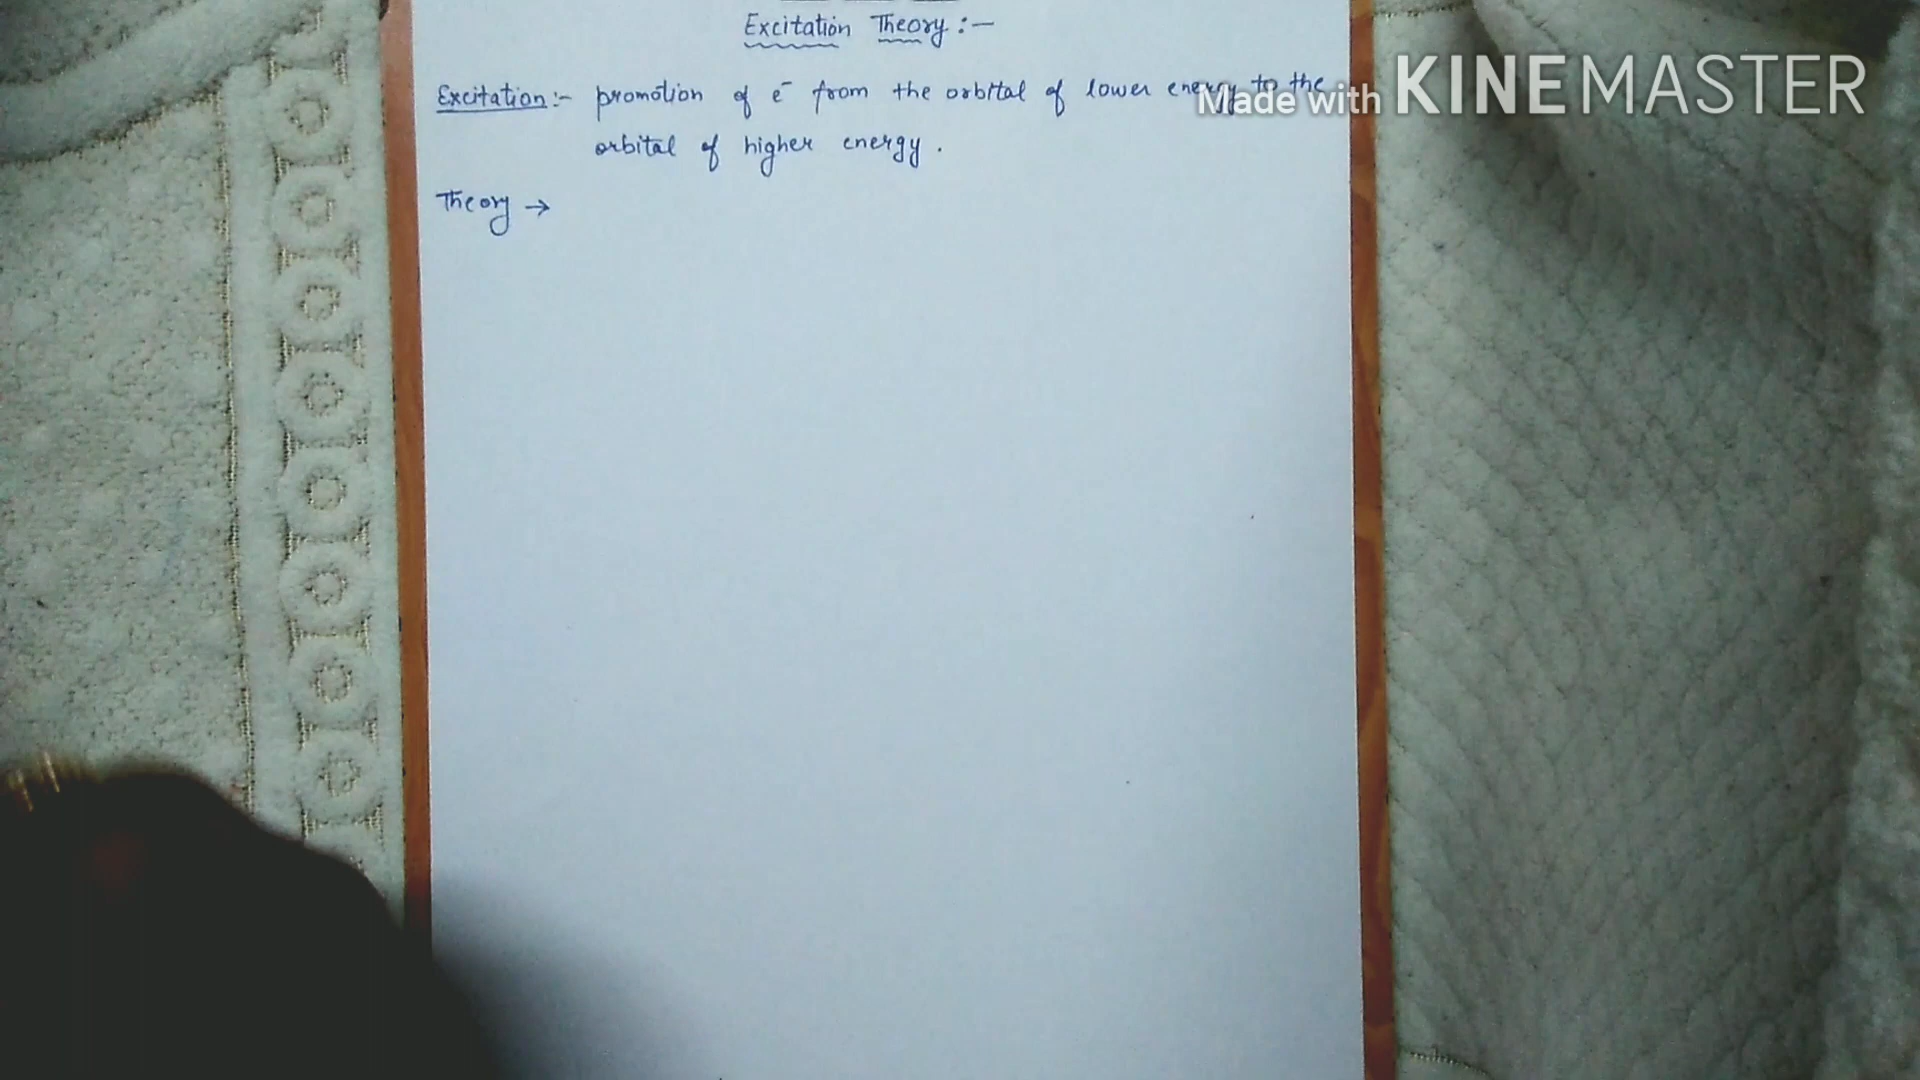 Excitation Theory :-
Made with KINEMASTER
Excitation :- promotion of e⁻ from the orbital of lower energy to the
orbital of higher energy.
Theory →